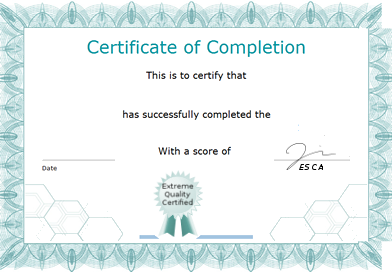 Certificate of Completion
This is to certify that
has successfully completed the
With a score of
Date
ESCA
Extreme
Quality
Certified